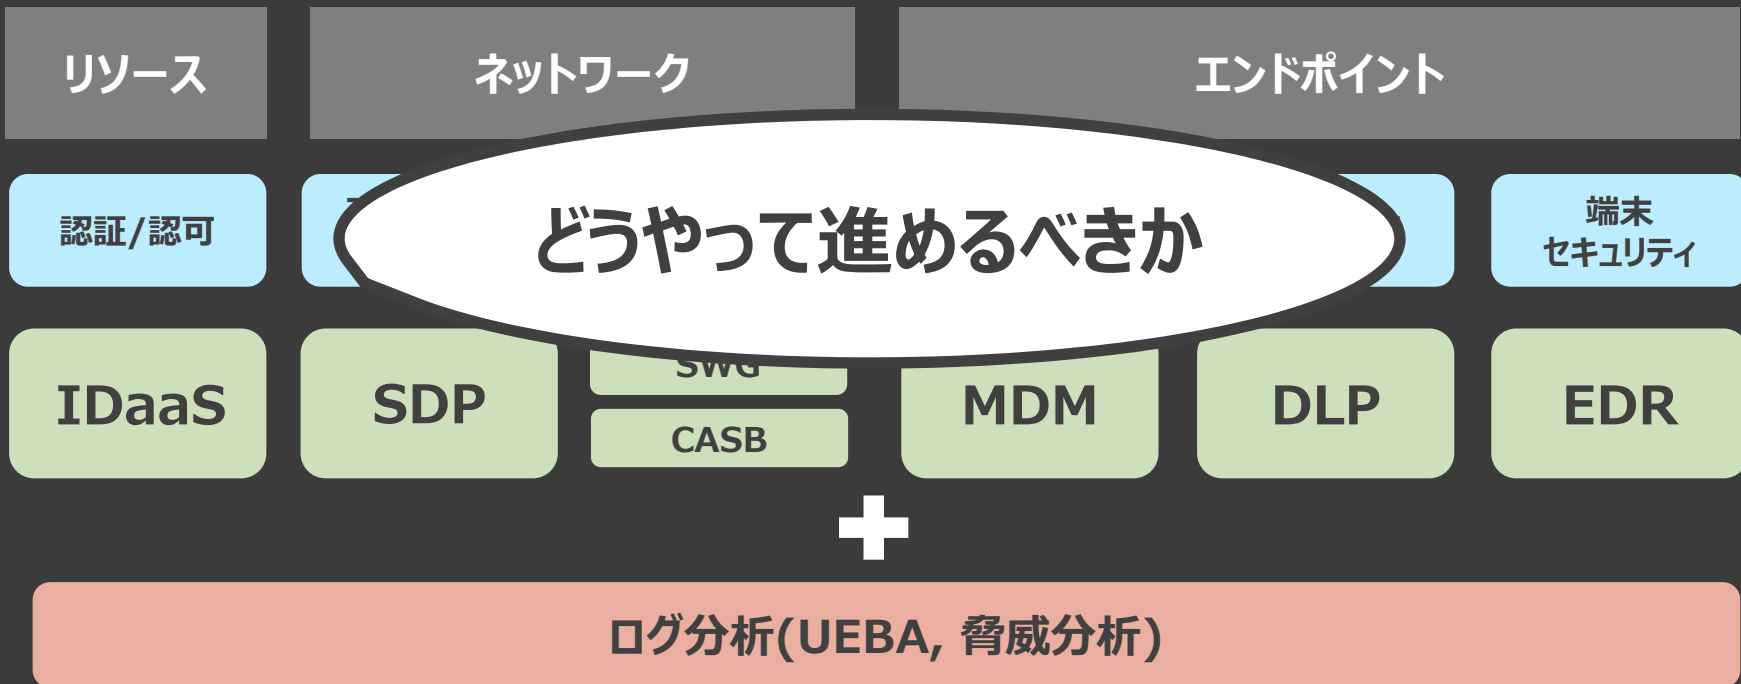 リソース
ネットワーク
エンドポイント
認証/認可
どうやって進めるべきか
端末
セキュリティ
IDaaS
SDP
SWG
CASB
MDM
DLP
EDR
ログ分析(UEBA, 脅威分析)